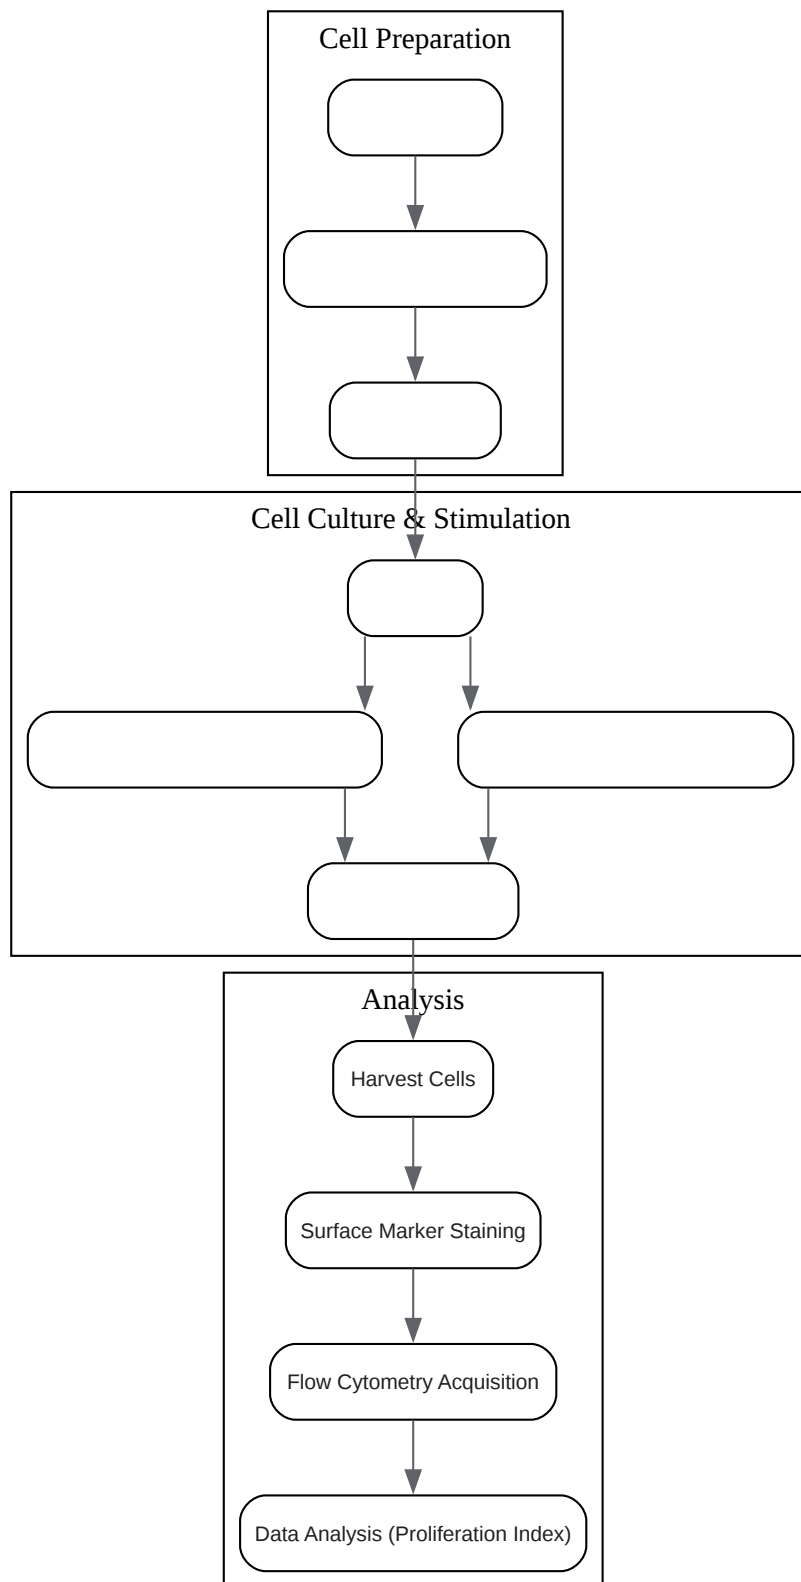 Cell Preparation
Cell Culture & Stimulation
Analysis
Harvest Cells
Surface Marker Staining
Flow Cytometry Acquisition
Data Analysis (Proliferation Index)